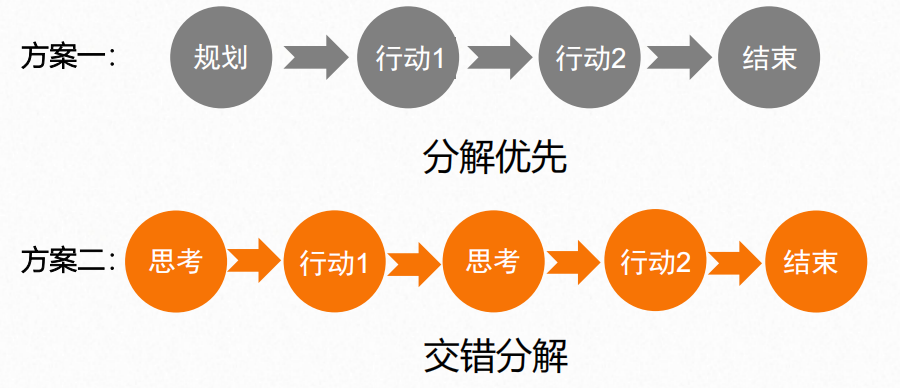 方案一：
规划 行动1 行动2 结束
分解优先
方案二：
思考 行动1 思考 行动2 结束
交错分解